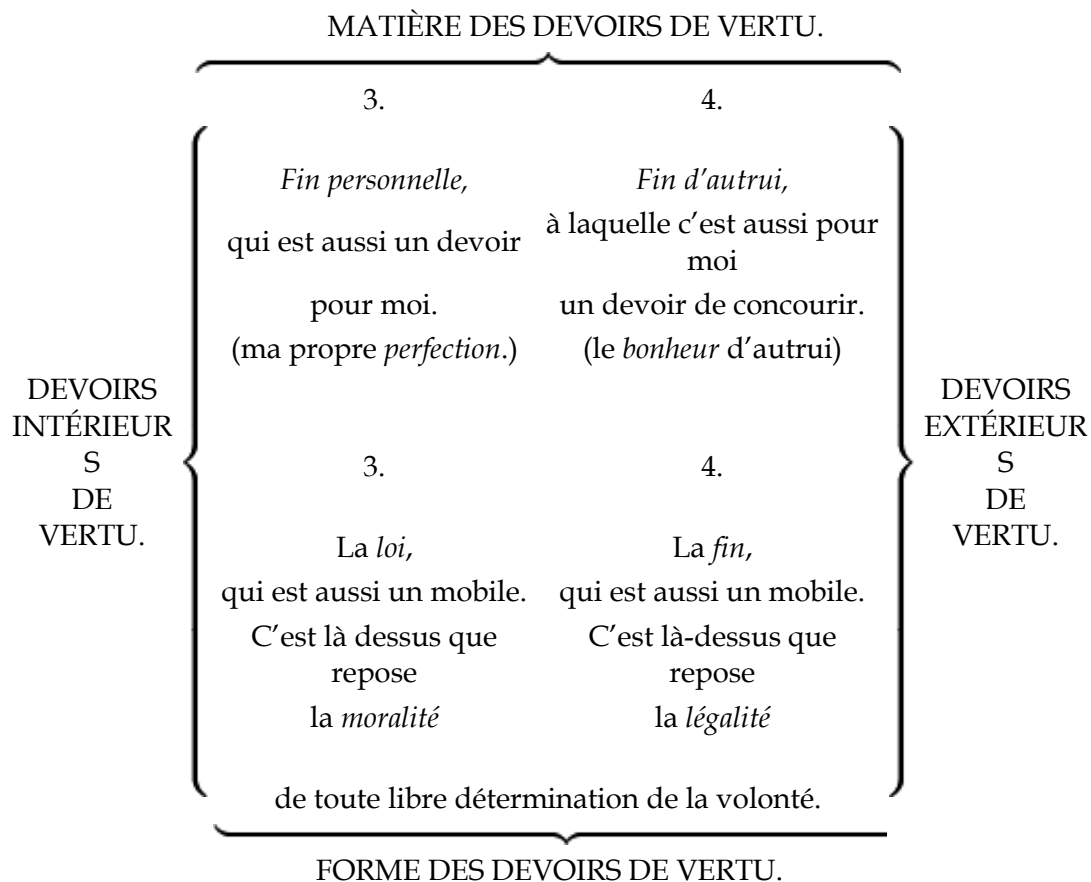 MATIÈRE DES DEVOIRS DE VERTU.
3.
4.
Fin personnelle,
qui est aussi un devoir
pour moi.
(ma propre perfection.)
Fin d’autrui,
à laquelle c’est aussi pour
moi
un devoir de concourir.
(le bonheur d’autrui)
DEVOIRS
INTÉRIEUR
S
DE
VERTU.
DEVOIRS
EXTÉRIEUR
S
DE
VERTU.
3.
4.
La loi,
qui est aussi un mobile.
C’est là dessus que
repose
la moralité
La fin,
qui est aussi un mobile.
C’est là-dessus que
repose
la légalité
de toute libre détermination de la volonté.
FORME DES DEVOIRS DE VERTU.